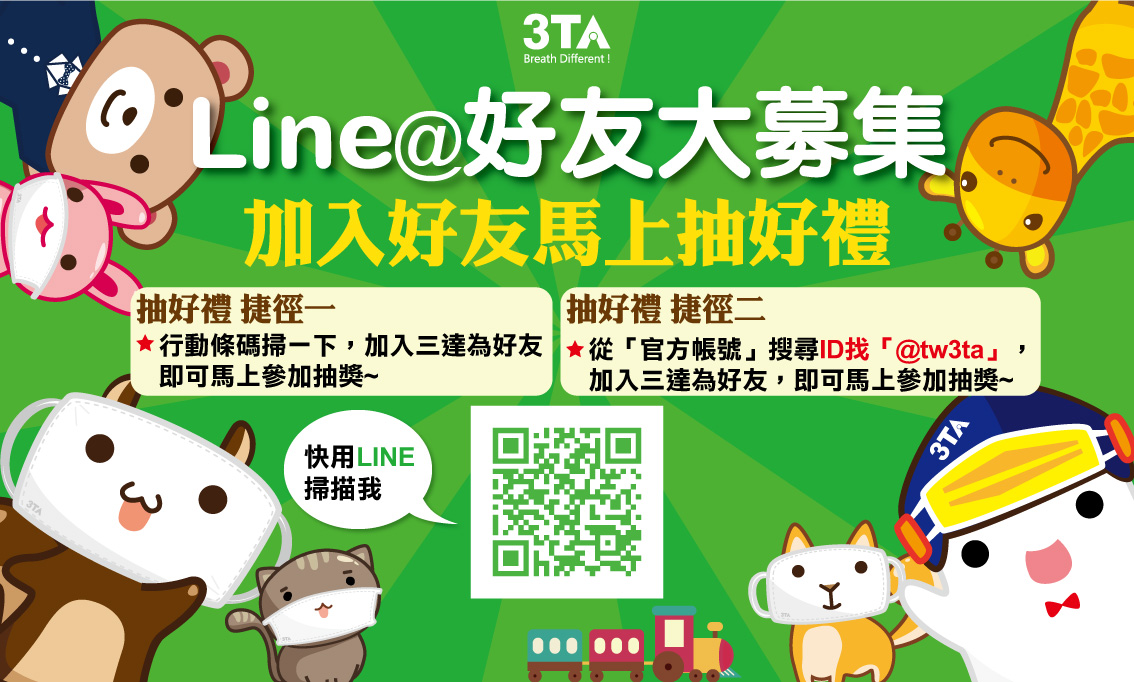 3TA
Breath Different !
Line@好友大募集
加入好友馬上抽好禮
抽好禮 捷徑一
★行動條碼掃一下，加入三達為好友
即可馬上參加抽獎~
抽好禮 捷徑二
★從「官方帳號」搜尋ID找「@tw3ta」，
加入三達為好友，即可馬上參加抽獎~
快用LINE
掃描我
3TA
3TA
3TA
3TA